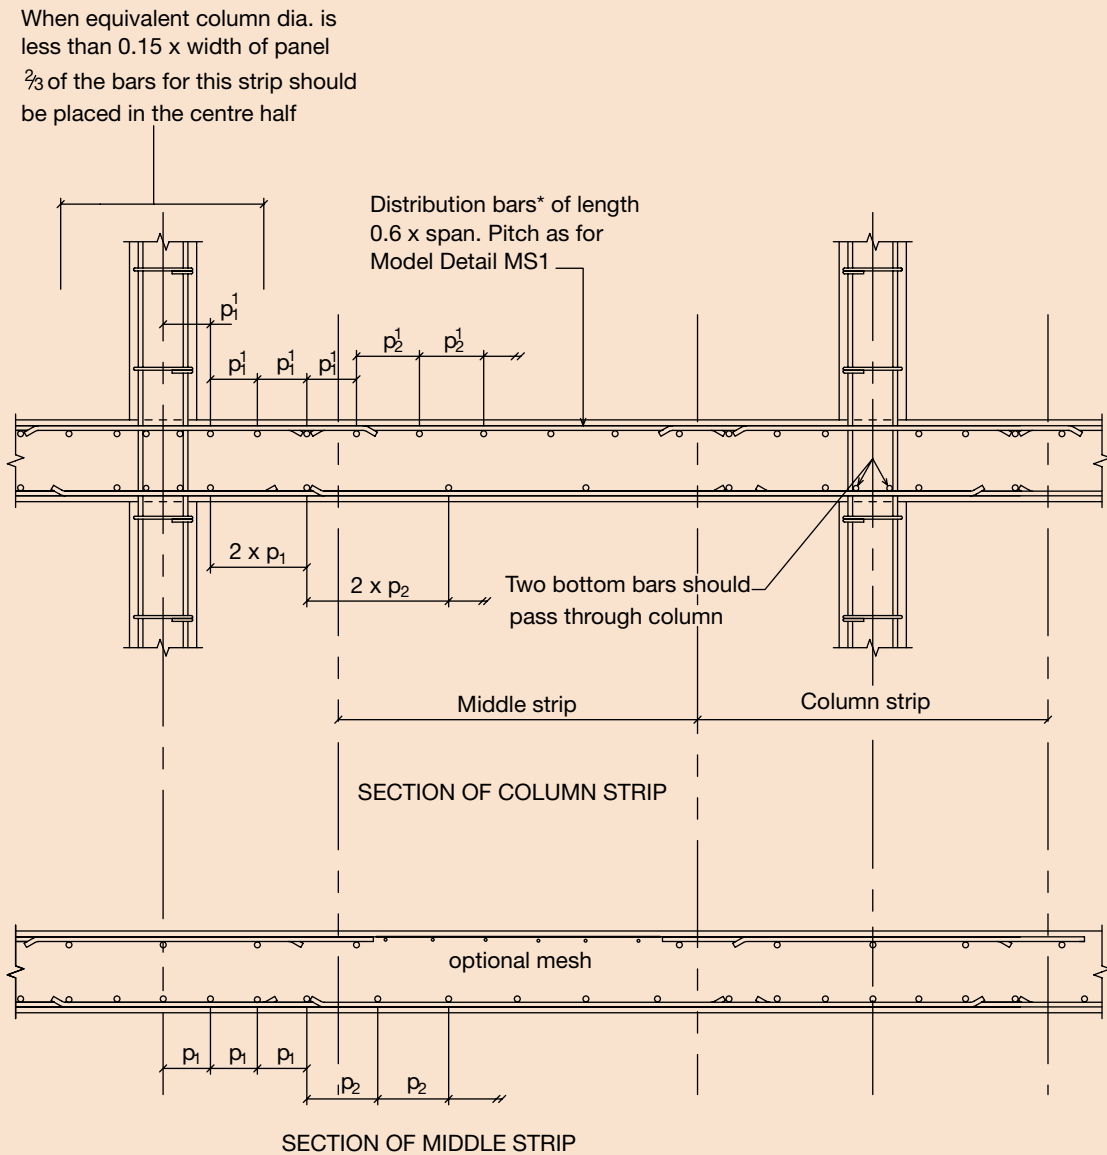 When equivalent column dia. is
less than 0.15 x width of panel
⅔ of the bars for this strip should
be placed in the centre half
Distribution bars* of length
0.6 x span. Pitch as for
Model Detail MS1
p₁¹
p₁¹ p₁¹ p₁¹ p₂¹ p₂¹
2 x p₁
2 x p₂
Two bottom bars should
pass through column
Middle strip
Column strip
SECTION OF COLUMN STRIP
optional mesh
p₁ p₁ p₁
p₂ p₂
SECTION OF MIDDLE STRIP